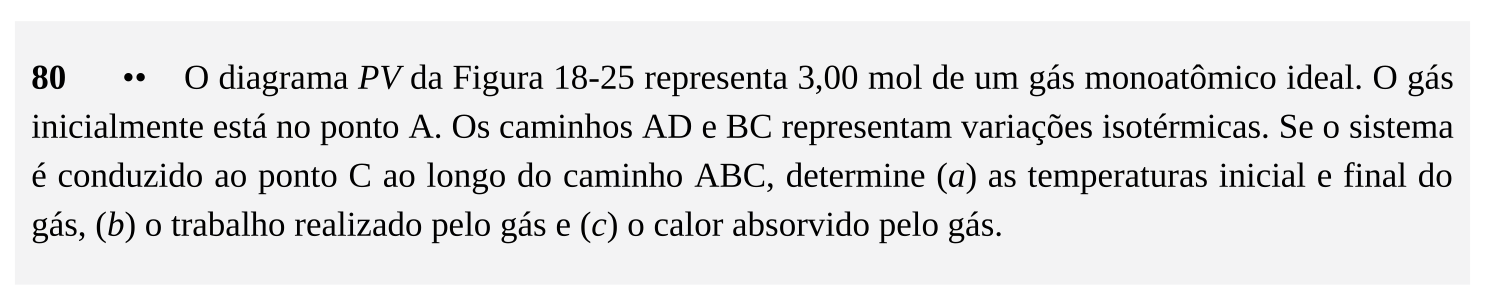 80 •• O diagrama PV da Figura 18-25 representa 3,00 mol de um gás monoatômico ideal. O gás
inicialmente está no ponto A. Os caminhos AD e BC representam variações isotérmicas. Se o sistema
é conduzido ao ponto C ao longo do caminho ABC, determine (a) as temperaturas inicial e final do
gás, (b) o trabalho realizado pelo gás e (c) o calor absorvido pelo gás.